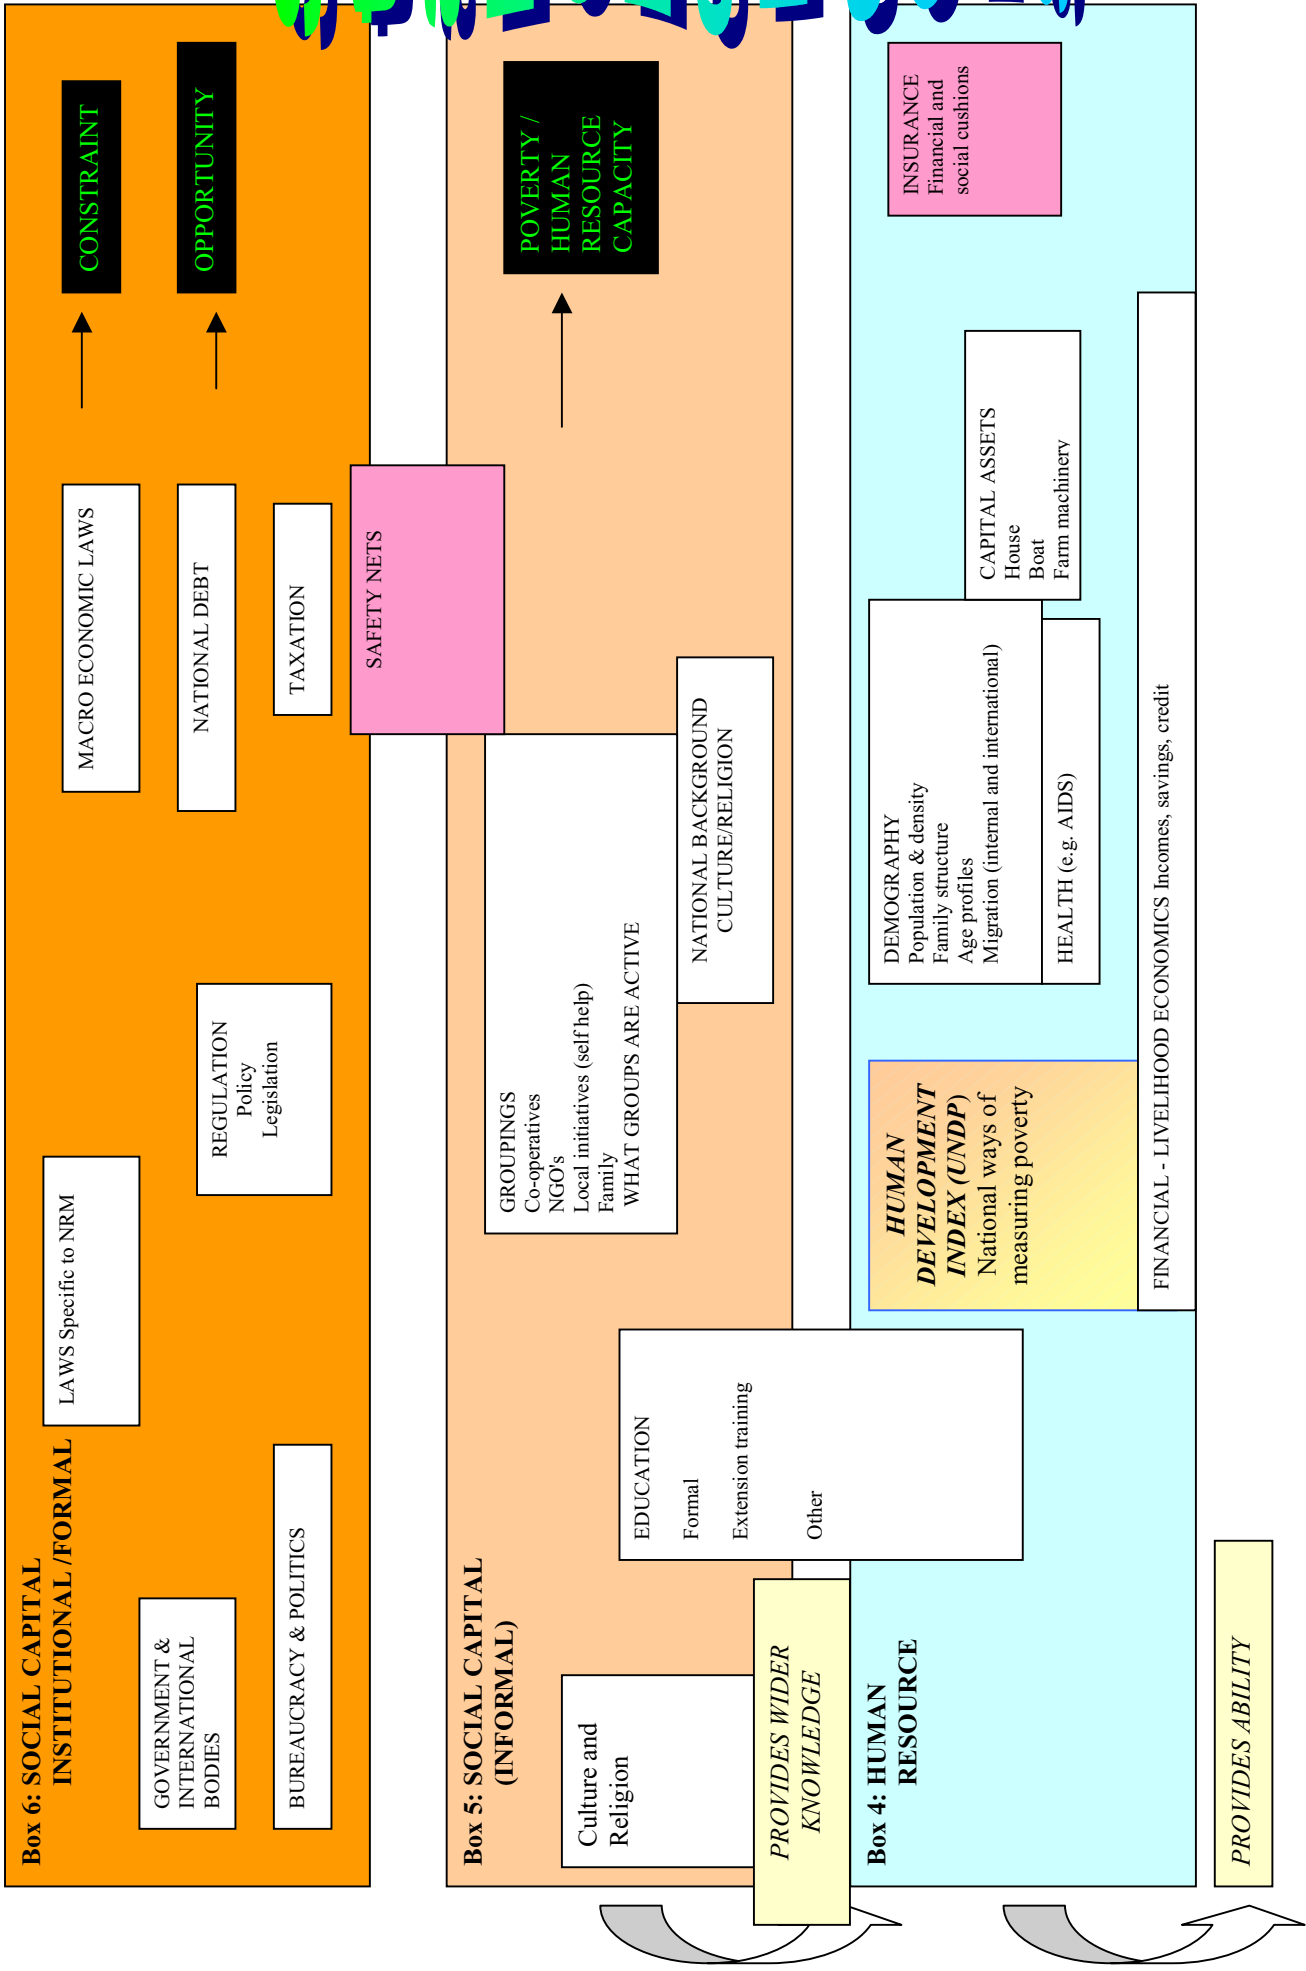 Box 6: SOCIAL CAPITAL
INSTITUTIONAL /FORMAL
LAWS Specific to NRM
MACRO ECONOMIC LAWS
CONSTRAINT
GOVERNMENT &
INTERNATIONAL
BODIES
REGULATION
Policy
Legislation
NATIONAL DEBT
OPPORTUNITY
BUREAUCRACY & POLITICS
TAXATION
SAFETY NETS
Box 5: SOCIAL CAPITAL
(INFORMAL)
GROUPINGS
Co-operatives
NGO's
Local initiatives (self help)
Family
WHAT GROUPS ARE ACTIVE
POVERTY /
HUMAN
RESOURCE
CAPACITY
Culture and
Religion
EDUCATION
Formal
Extension training
Other
NATIONAL BACKGROUND
CULTURE/RELIGION
PROVIDES WIDER
KNOWLEDGE
Box 4: HUMAN
RESOURCE
HUMAN
DEVELOPMENT
INDEX (UNDP)
National ways of
measuring poverty
DEMOGRAPHY
Population & density
Family structure
Age profiles
Migration (internal and international)
HEALTH (e.g. AIDS)
CAPITAL ASSETS
House
Boat
Farm machinery
INSURANCE
Financial and
social cushions
FINANCIAL - LIVELIHOOD ECONOMICS Incomes, savings, credit
PROVIDES ABILITY